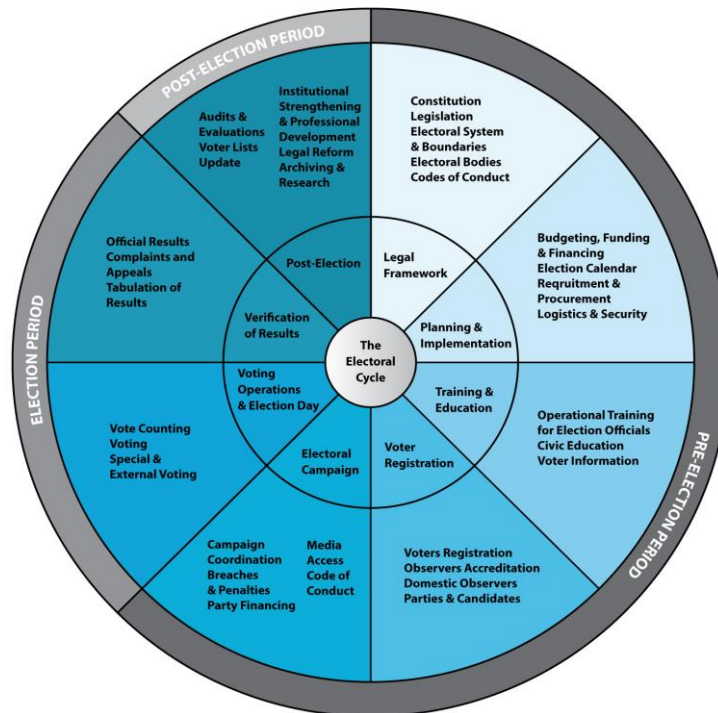 POST-ELECTION PERIOD
ELECTION PERIOD
PRE-ELECTION PERIOD
The
Electoral
Cycle
Legal
Framework
Constitution
Legislation
Electoral System
& Boundaries
Electoral Bodies
Codes of Conduct
Planning &
Implementation
Budgeting, Funding
& Financing
Election Calendar
Reqruitment &
Procurement
Logistics & Security
Training &
Education
Operational Training
for Election Officials
Civic Education
Voter Information
Voter
Registration
Voters Registration
Observers Accreditation
Domestic Observers
Parties & Candidates
Electoral
Campaign
Campaign
Coordination
Breaches
& Penalties
Party Financing
Media
Access
Code of
Conduct
Voting
Operations
& Election Day
Vote Counting
Voting
Special &
External Voting
Verification
of Results
Official Results
Complaints and
Appeals
Tabulation of
Results
Post-Election
Audits &
Evaluations
Voter Lists
Update
Institutional
Strengthening
& Professional
Development
Legal Reform
Archiving &
Research